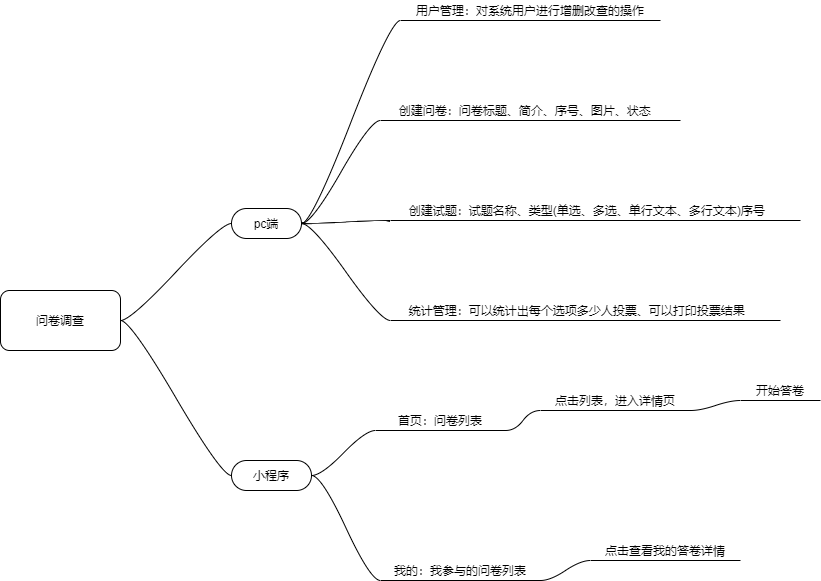 用户管理：对系统用户进行增删改查的操作
创建问卷：问卷标题、简介、序号、图片、状态
创建试题：试题名称、类型(单选、多选、单行文本、多行文本)序号
pc端
统计管理：可以统计出每个选项多少人投票、可以打印投票结果
问卷调查
首页：问卷列表
点击列表，进入详情页
开始答卷
小程序
我的：我参与的问卷列表
点击查看我的答卷详情